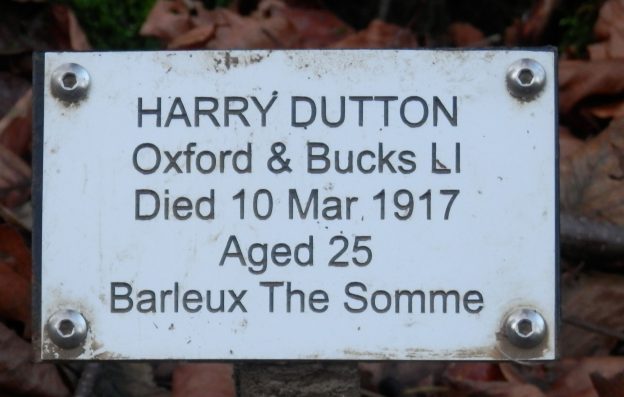 HARRY DUTTON
Oxford & Bucks LI
Died 10 Mar 1917
Aged 25
Barleux The Somme